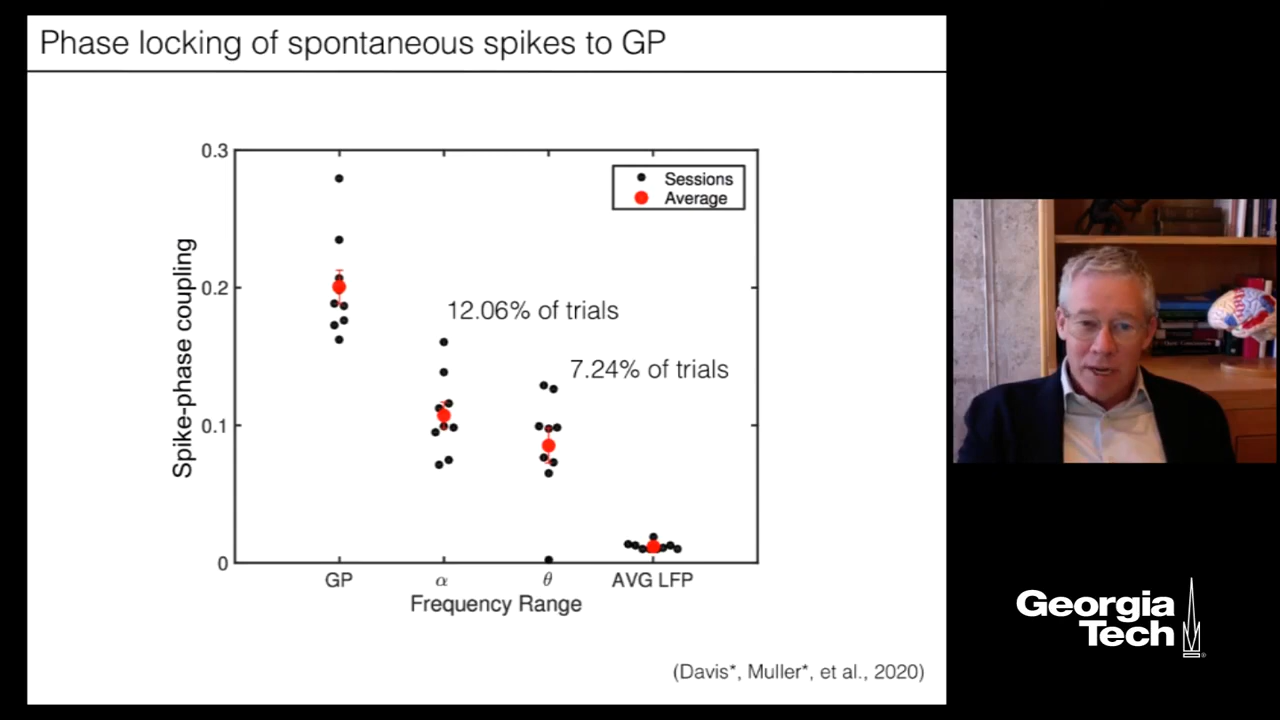 Phase locking of spontaneous spikes to GP
0.3
0.2
0.1
0
Spike-phase coupling
Sessions
Average
12.06% of trials
7.24% of trials
GP
α
θ
AVG LFP
Frequency Range
(Davis*, Muller*, et al., 2020)
Georgia
Tech